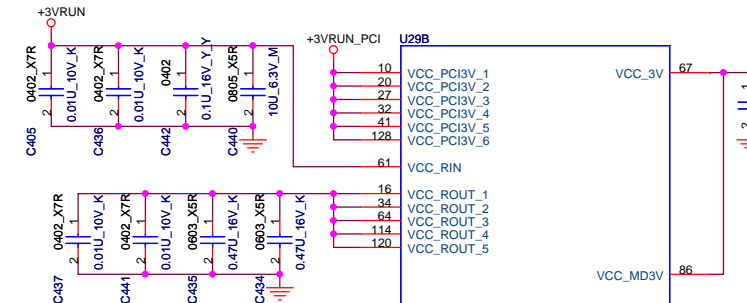 +3VRUN
+3VRUN_PCI
U29B
0402_X7R
1
2
0.01U_10V_K
C405
0402_X7R
1
2
0.01U_10V_K
C436
0402
1
2
0.1U_16V_Y_Y
C442
0805_X5R
1
2
10U_6.3V_M
C440
10 VCC_PCI3V_1
20 VCC_PCI3V_2
27 VCC_PCI3V_3
32 VCC_PCI3V_4
41 VCC_PCI3V_5
128 VCC_PCI3V_6
VCC_3V 67
1
2
61 VCC_RIN
16 VCC_ROUT_1
34 VCC_ROUT_2
64 VCC_ROUT_3
114 VCC_ROUT_4
120 VCC_ROUT_5
0402_X7R
1
2
0.01U_10V_K
C437
0402_X7R
1
2
0.01U_10V_K
C441
0603_X5R
1
2
0.47U_16V_K
C435
0603_X5R
1
2
0.47U_16V_K
C434
VCC_MD3V 86